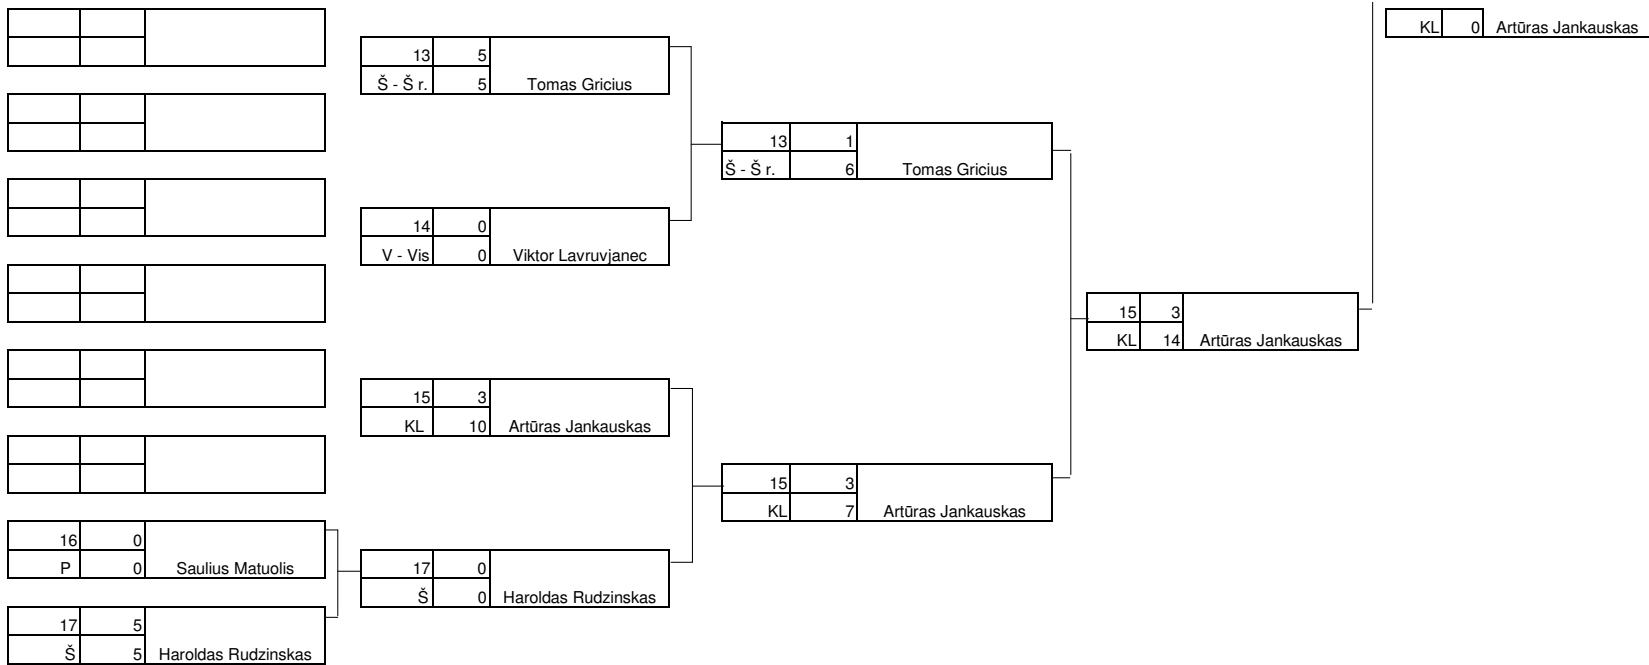 KL 0 Artūras Jankauskas
13 5
Š - Š r. 5 Tomas Gricius
13 1
Š - Š r. 6 Tomas Gricius
14 0
V - Vis 0 Viktor Lavruvjanec
15 3
KL 14 Artūras Jankauskas
15 3
KL 10 Artūras Jankauskas
15 3
KL 7 Artūras Jankauskas
16 0
P 0 Saulius Matuolis
17 0
Š 0 Haroldas Rudzinskas
17 5
Š 5 Haroldas Rudzinskas